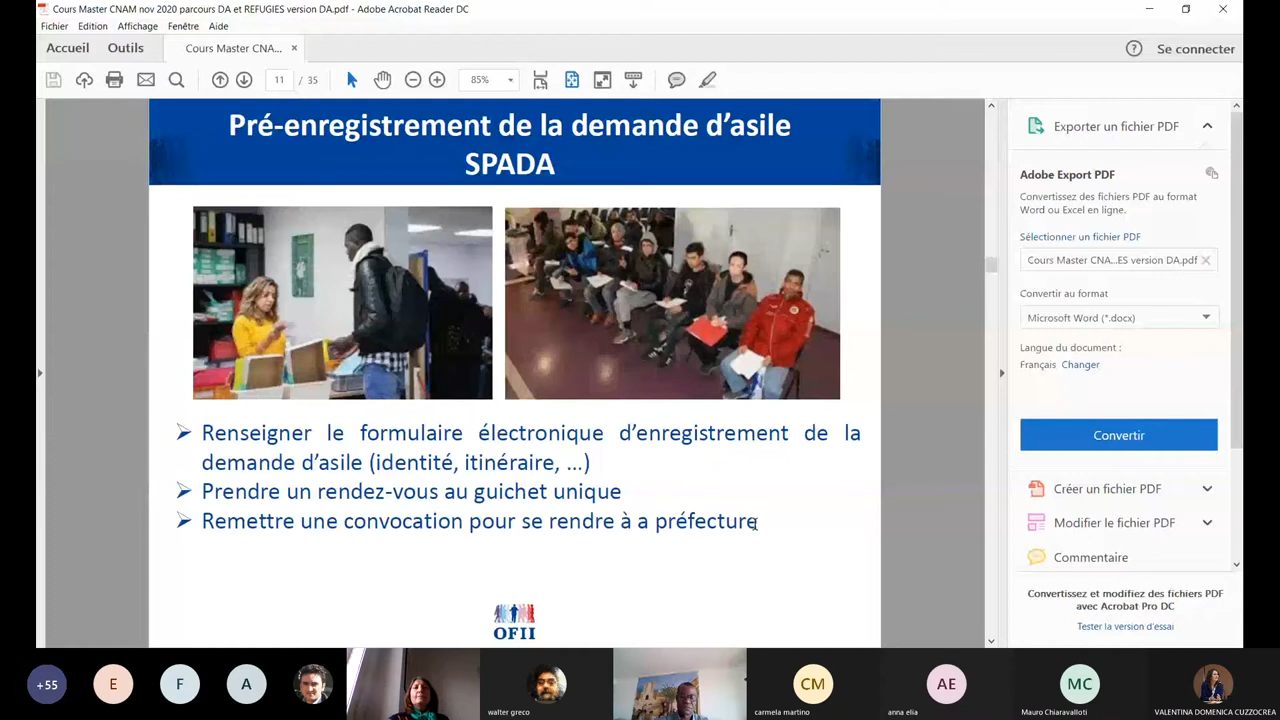 Cours Master CNAM nov 2020 parcours DA et REFUGIES version DA.pdf - Adobe Acrobat Reader DC
Fichier Edition Affichage Fenêtre Aide
Accueil Outils Cours Master CNA... × ? Se connecter
11 / 35 85%
Pré-enregistrement de la demande d’asile
SPADA
Renseigner le formulaire électronique d’enregistrement de la
demande d’asile (identité, itinéraire, ...)
Prendre un rendez-vous au guichet unique
Remettre une convocation pour se rendre à a préfecture
OFII
Exporter un fichier PDF
Adobe Export PDF
Convertissez des fichiers PDF au format
Word ou Excel en ligne.
Sélectionner un fichier PDF
Cours Master CNA...ES version DA.pdf ×
Convertir au format
Microsoft Word (*.docx)
Langue du document :
Français Changer
Convertir
Créer un fichier PDF
Modifier le fichier PDF
Commentaire
Convertissez et modifiez des fichiers PDF
avec Acrobat Pro DC
Tester la version d'essai
+55 E F A CM AE MC
walter greco carmela martino anna elia Mauro Chiaravalloti VALENTINA DOMENICA CUZZOCREA